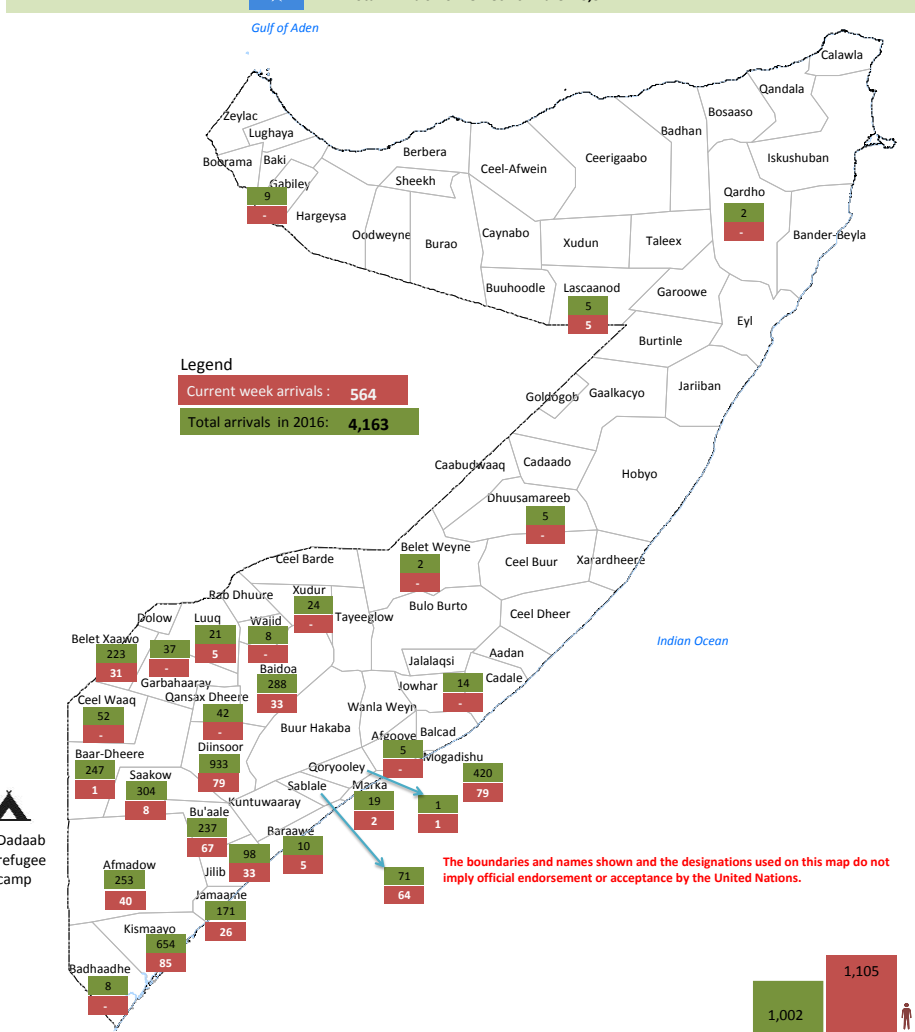 Gulf of Aden
Calawla
Qandala
Bosaaso
Zeylac
Lughaya
Badhan
Berbera
Ceerigaabo
Iskushuban
Boorama
Baki
Ceel-Afwein
Sheekh
Gabiley
Qardho
9
2
-
-
Hargeysa
Oodweyne
Burao
Caynabo
Xudun
Taleex
Bander-Beyla
Buuhoodle
Lascaanod
Garoowe
5
5
Eyl
Burtinle
Legend
Current week arrivals : 564
Total arrivals in 2016: 4,163
Jariiban
Goldogob
Gaalkacyo
Caabudwaaq
Cadaado
Hobyo
Dhuusamareeb
5
-
Belet Weyne
2
-
Ceel Barde
Ceel Buur
Xarardheere
Rab Dhuure
Xudur
24
-
Tayeeglow
Bulo Burto
Ceel Dheer
Dolow
Luuq
21
5
Wajid
8
-
Belet Xaawo
223
31
37
-
Garbahaaray
Indian Ocean
Jalalaqsi
Aadan
Baidoa
288
33
Jowhar
14
-
Cadale
Ceel Waaq
52
-
Qansax Dheere
42
-
Wanla Weyn
Buur Hakaba
Afgooye
5
-
Balcad
Baar-Dheere
247
1
Diinsoor
933
79
Mogadishu
420
79
Saakow
304
8
Qoryooley
1
1
Sablale
71
64
Marka
19
2
Kuntuwaaray
Bu'aale
237
67
Baraawe
10
5
Dadaab
refugee
camp
98
33
Jilib
Afmadow
253
40
The boundaries and names shown and the designations used on this map do not
imply official endorsement or acceptance by the United Nations.
Jamaame
171
26
Kismaayo
654
85
Badhaadhe
8
-
1,105
1,002